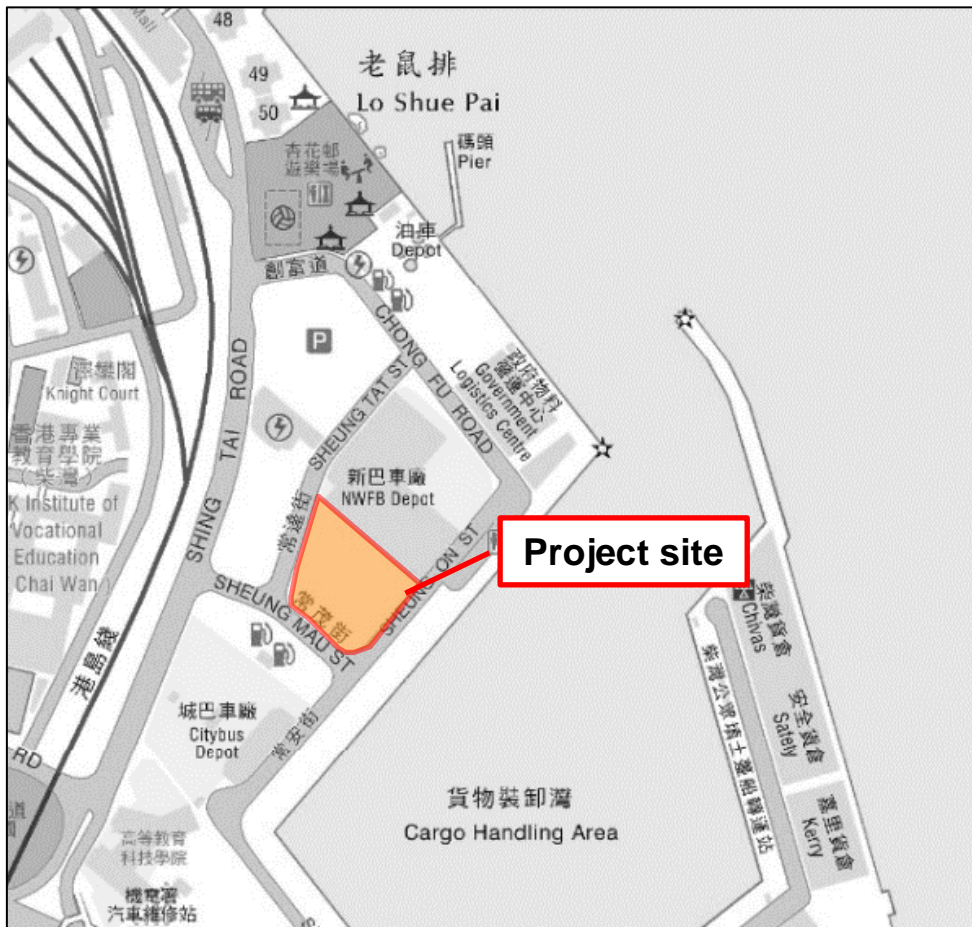 Mall
48
49
50
老鼠排
Lo Shue Pai
碼頭
Pier
杏花邨
遊樂場
油庫
Depot
創富道
P
CHONG FU ROAD
政府物料
營運中心
Government
Logistics Centre
SHING TAI ROAD
SHEUNG TAT ST
常達街
Knight Court
香港專業
教育學院
(柴灣)
K Institute of
Vocational
Education
Chai Wan)
新巴車廠
NWFB Depot
SHEUNG ON ST
Project site
常茂街
SHEUNG MAU ST
港島綫
城巴車廠
Citybus
Depot
常安街
RD
道
高等教育
科技學院
機電署
汽車維修站
貨物裝卸灣
Cargo Handling Area
柴灣公眾填土躉船轉運站
柴灣貨倉
Chivas
安全貨倉
Safety
嘉里貨倉
Kerry